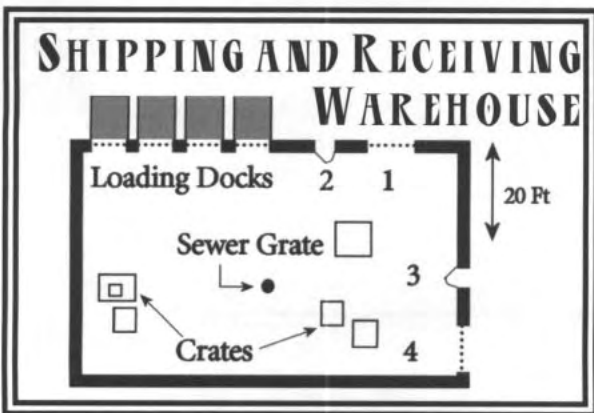 SHIPPING AND RECEIVING
WAREHOUSE
Loading Docks
2
1
20 Ft
Sewer Grate
3
Crates
4